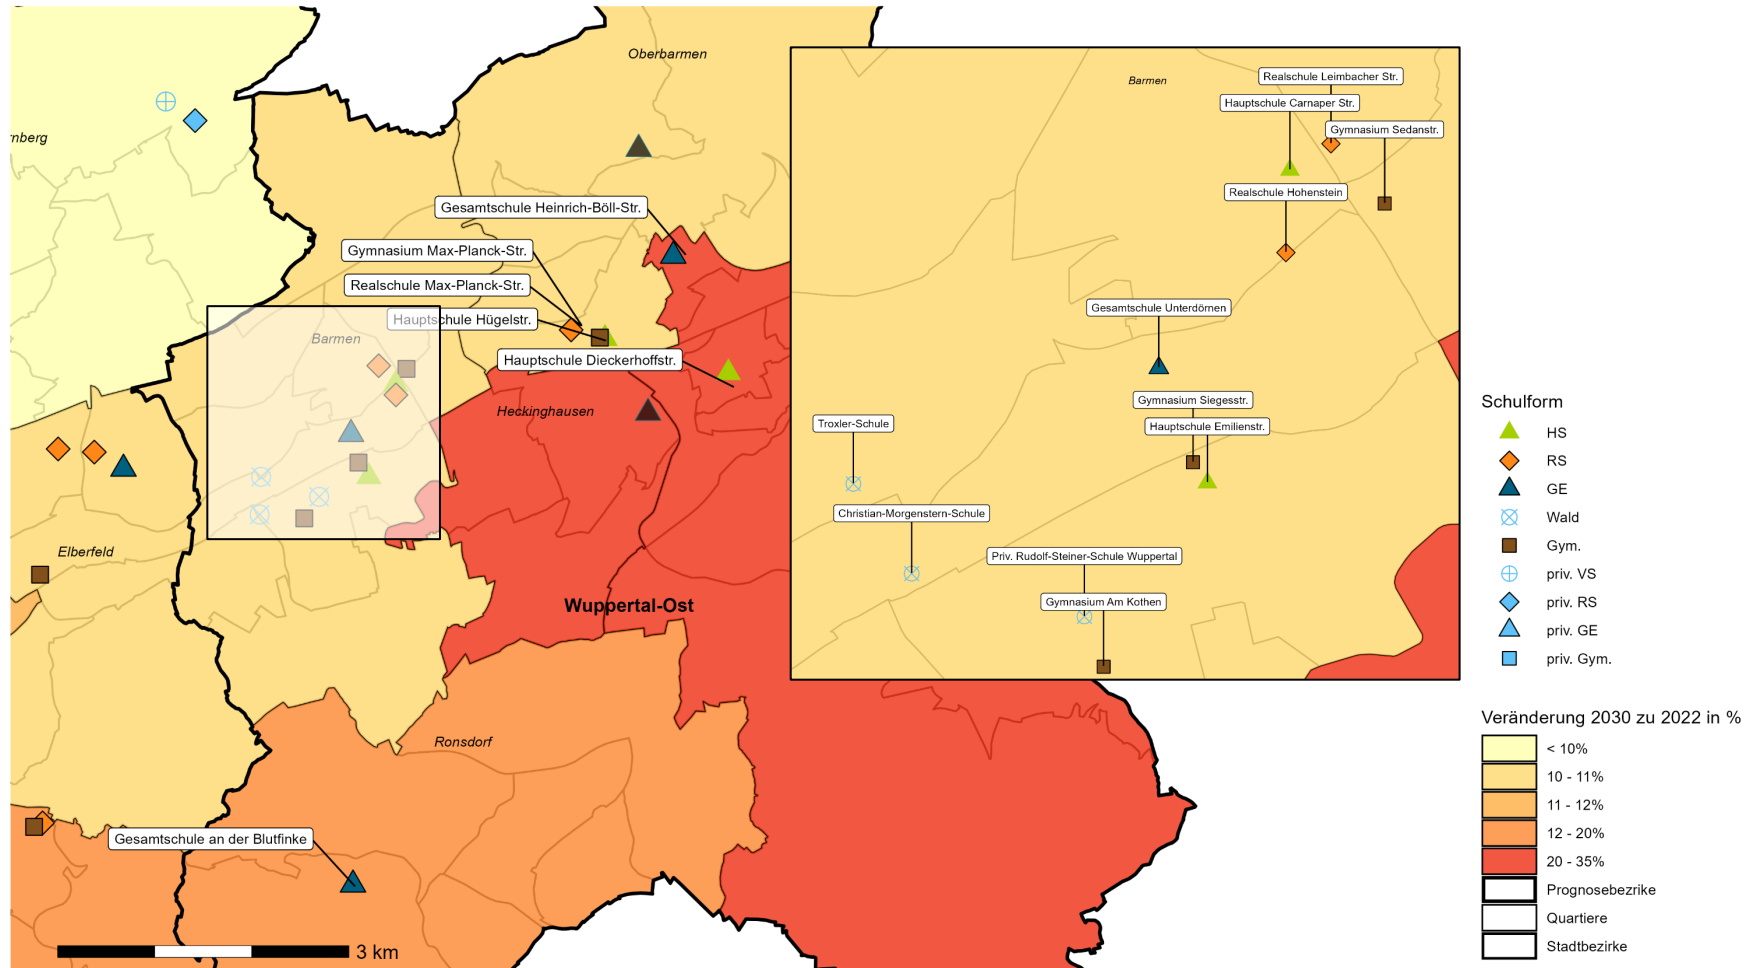 Oberbarmen
rnberg
Gesamtschule Heinrich-Böll-Str.
Gymnasium Max-Planck-Str.
Realschule Max-Planck-Str.
Hauptschule Hügelstr.
Barmen
Hauptschule Dieckerhoffstr.
Heckinghausen
Elberfeld
Wuppertal-Ost
Ronsdorf
Gesamtschule an der Blutfinke
3 km
Barmen
Realschule Leimbacher Str.
Hauptschule Carnaper Str.
Gymnasium Sedanstr.
Realschule Hohenstein
Gesamtschule Unterdörnen
Gymnasium Siegesstr.
Troxler-Schule
Hauptschule Emilienstr.
Christian-Morgenstern-Schule
Priv. Rudolf-Steiner-Schule Wuppertal
Gymnasium Am Kothen
Schulform
HS
RS
GE
Wald
Gym.
priv. VS
priv. RS
priv. GE
priv. Gym.
Veränderung 2030 zu 2022 in %
< 10%
10 - 11%
11 - 12%
12 - 20%
20 - 35%
Prognosebezrike
Quartiere
Stadtbezirke